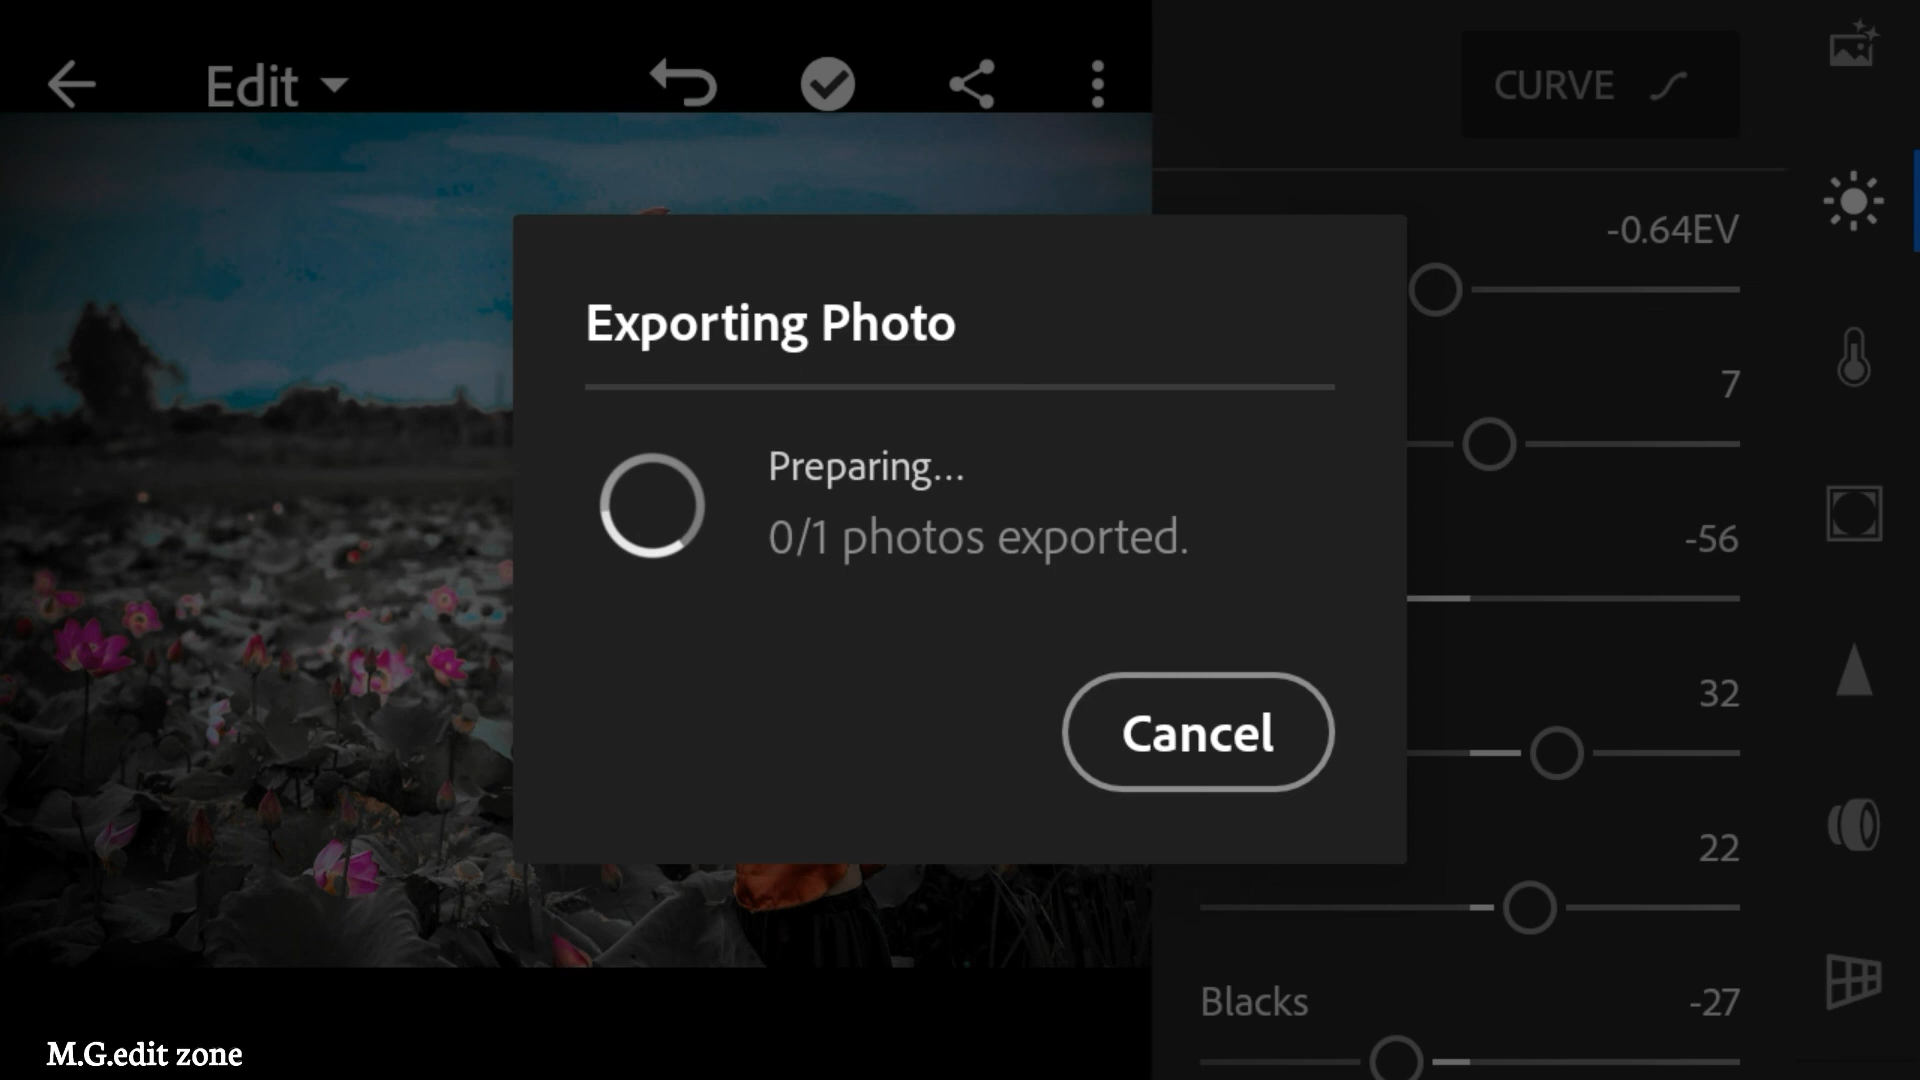 Edit
CURVE
-0.64EV
7
-56
32
22
Blacks -27
Exporting Photo
Preparing...
0/1 photos exported.
Cancel
M.G.edit zone